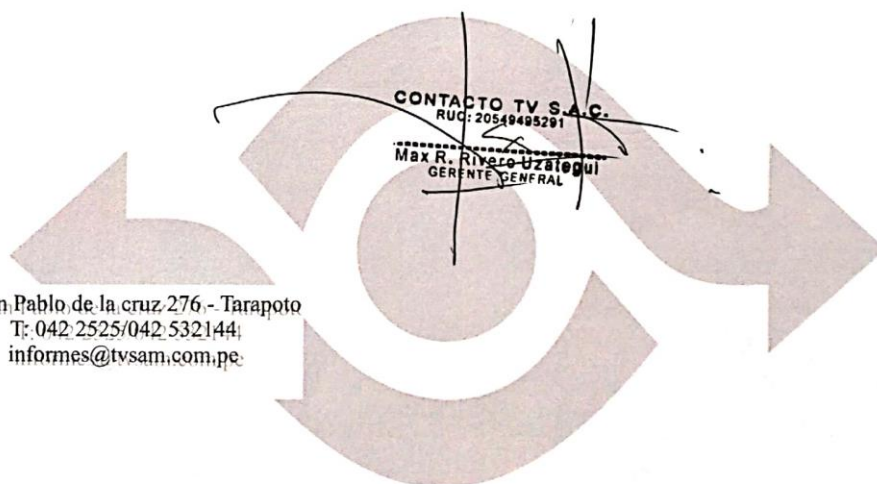 CONTACTO TV S.A.C.
RUC: 20549495291
Max R. Rivero Uzategui
GERENTE GENERAL
n Pablo de la cruz 276 - Tarapoto
T: 042 2525/042 532144
informes@tvsam.com.pe